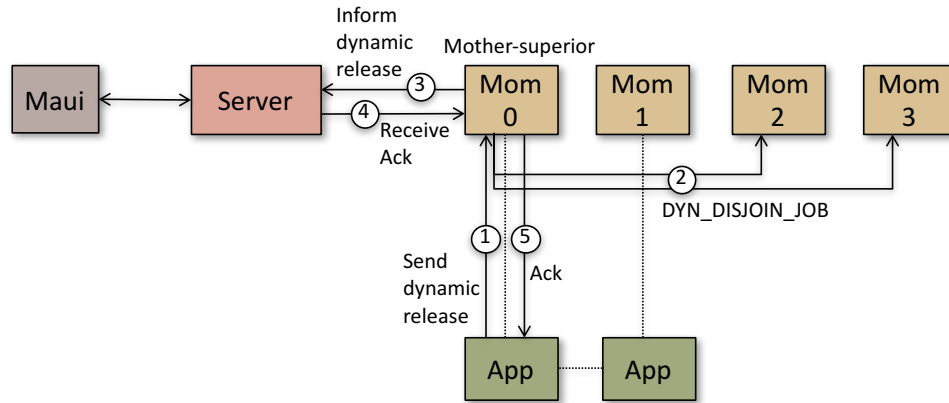 Inform
dynamic
release
Mother-superior
Maui
Server
3
4
Receive
Ack
Mom
0
Mom
1
Mom
2
Mom
3
2
DYN_DISJOIN_JOB
1
5
Send
dynamic
release
Ack
App
App